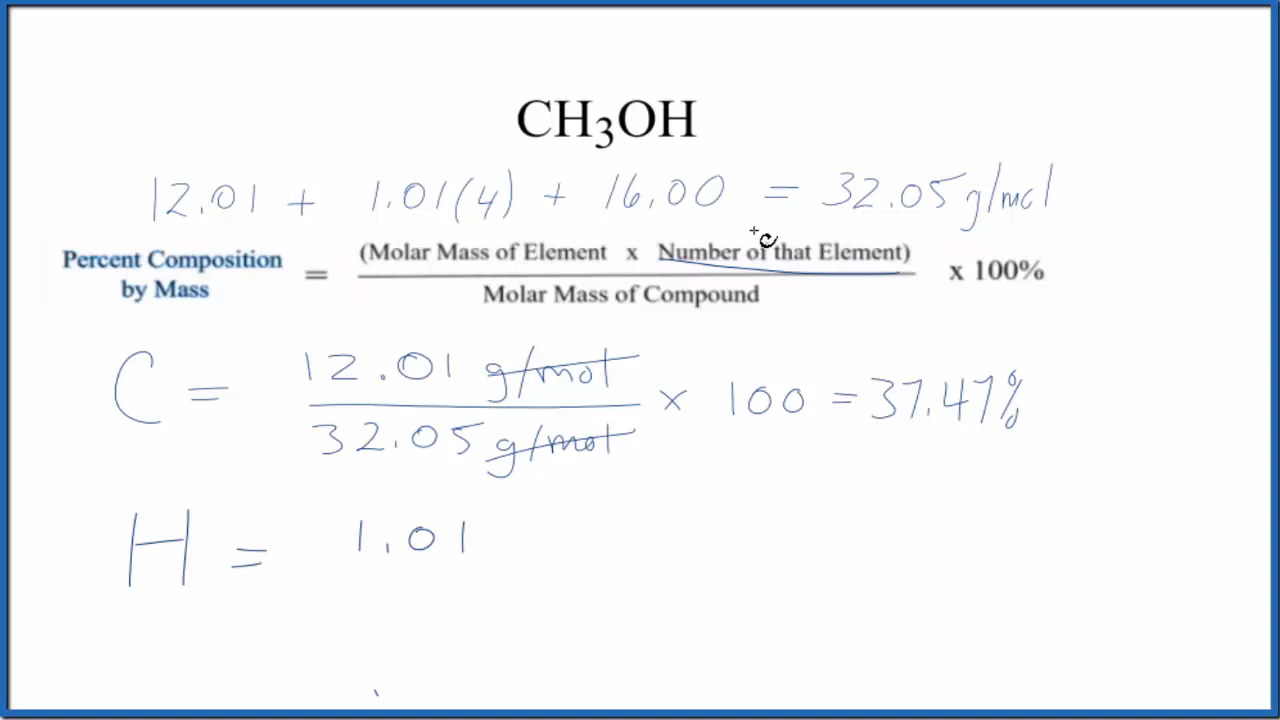 CH₃OH
12.01 + 1.01(4) + 16.00 = 32.05 g/mol
Percent Composition by Mass = (Molar Mass of Element x Number of that Element) / Molar Mass of Compound x 100%
C = 12.01 g/mol / 32.05 g/mol x 100 = 37.47%
H = 1.01